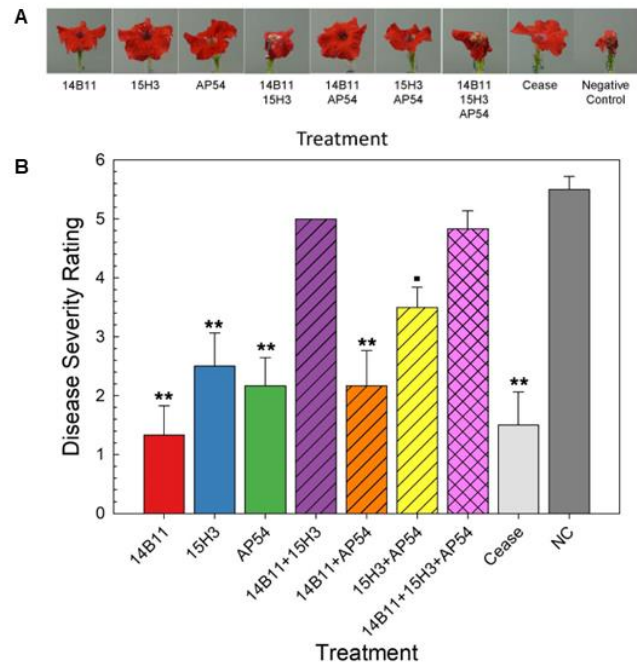 A
14B11
15H3
AP54
14B11
15H3
14B11
AP54
15H3
AP54
14B11
15H3
AP54
Cease
Negative
Control
Treatment
B
6
5
4
3
2
1
0
Disease Severity Rating
**
**
**
**
**
14B11
15H3
AP54
14B11+15H3
14B11+AP54
15H3+AP54
14B11+15H3+AP54
Cease
NC
Treatment